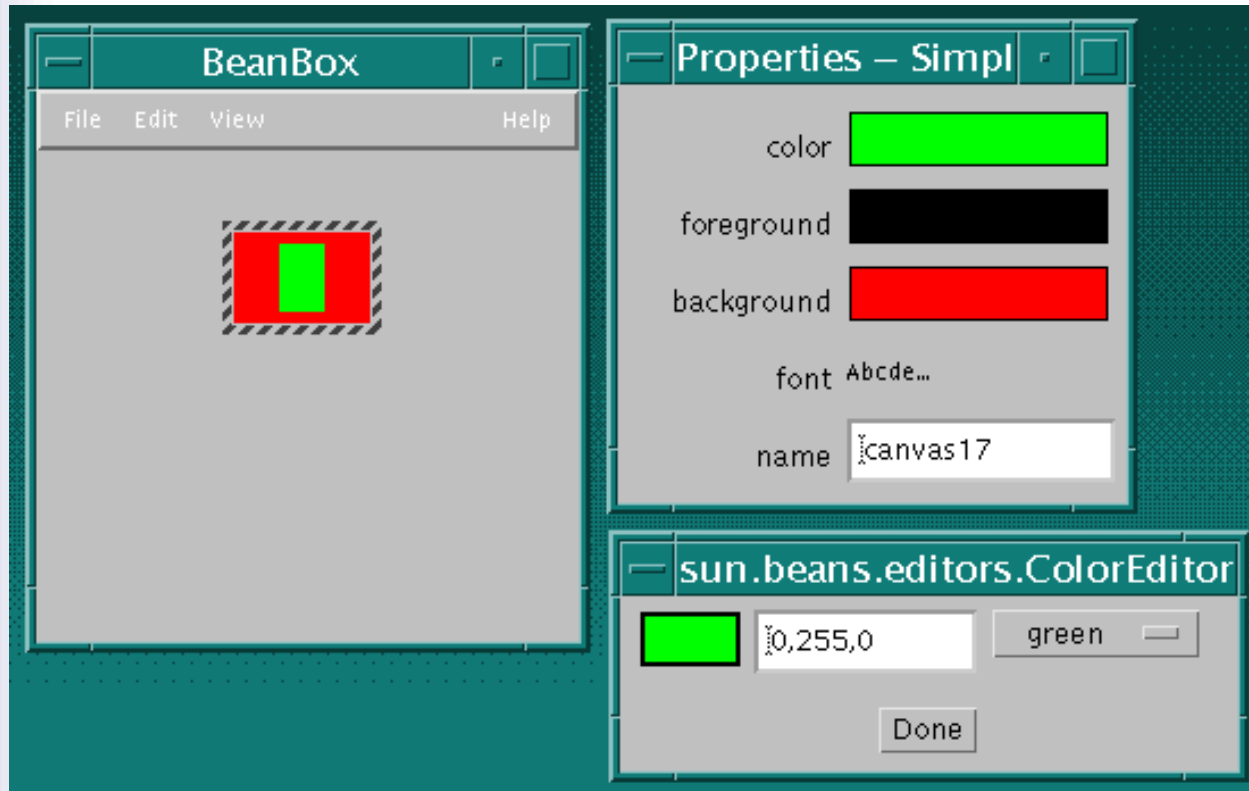 BeanBox
File Edit View Help
Properties – Simpl
color
foreground
background
font Abcde...
name canvas17
sun.beans.editors.ColorEditor
0,255,0 green
Done